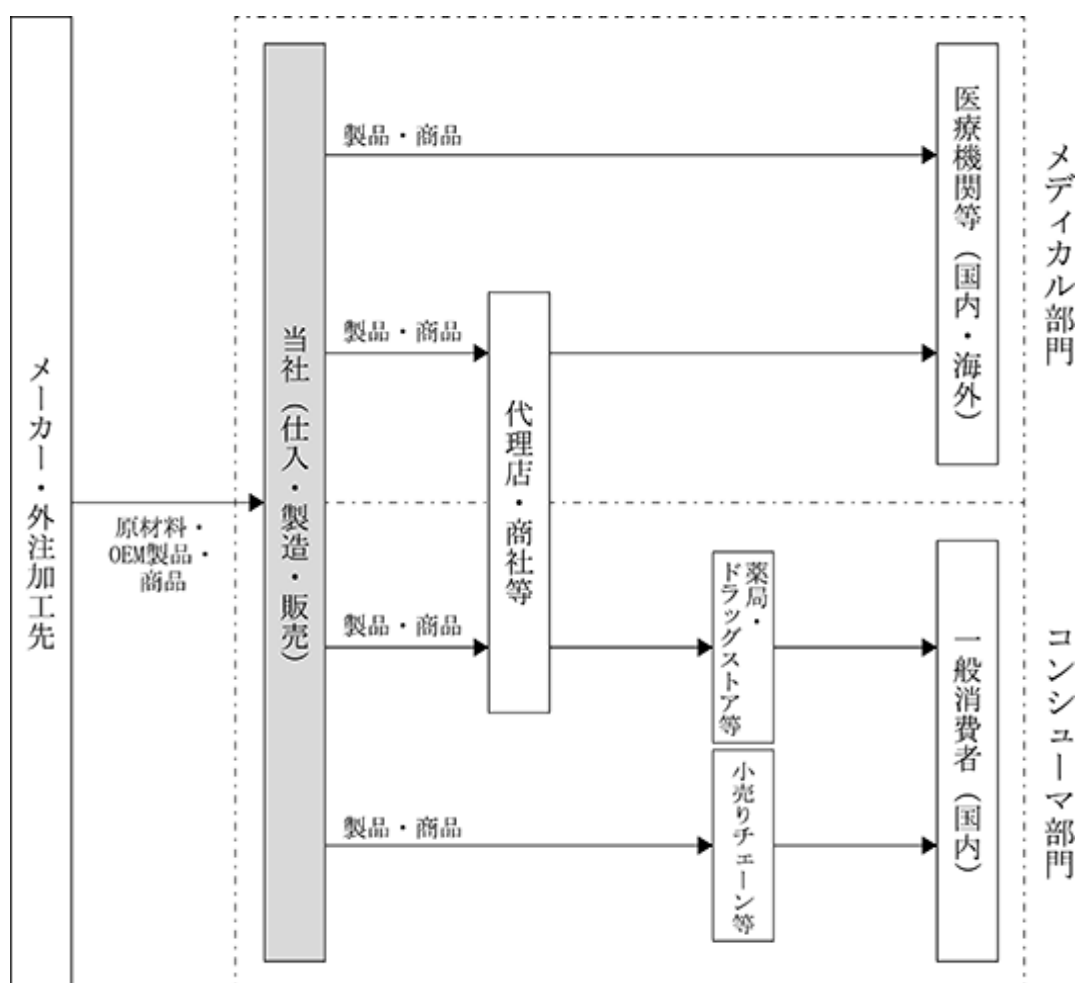 メーカー・外注加工先
原材料・
OEM製品・
商品
当社（仕入・製造・販売）
製品・商品
製品・商品
製品・商品
製品・商品
代理店・商社等
薬局・
ドラッグストア等
小売りチェーン等
医療機関等（国内・海外）
一般消費者（国内）
メディカル部門
コンシューマ部門